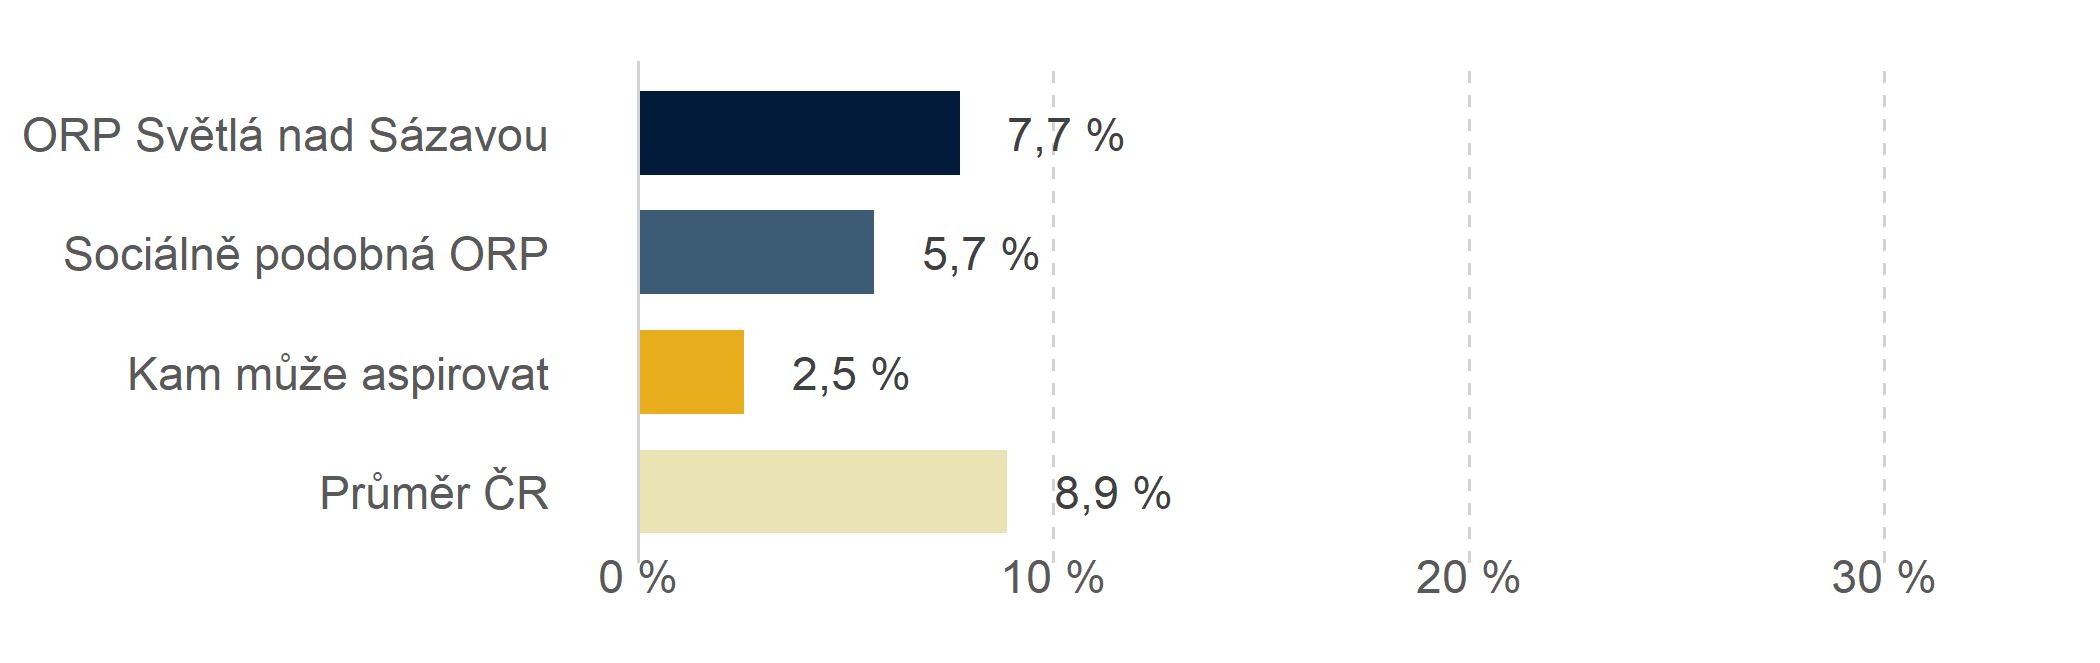 ORP Světlá nad Sázavou 7,7 %
Sociálně podobná ORP 5,7 %
Kam může aspirovat 2,5 %
Průměr ČR 8,9 %
0 % 10 % 20 % 30 %